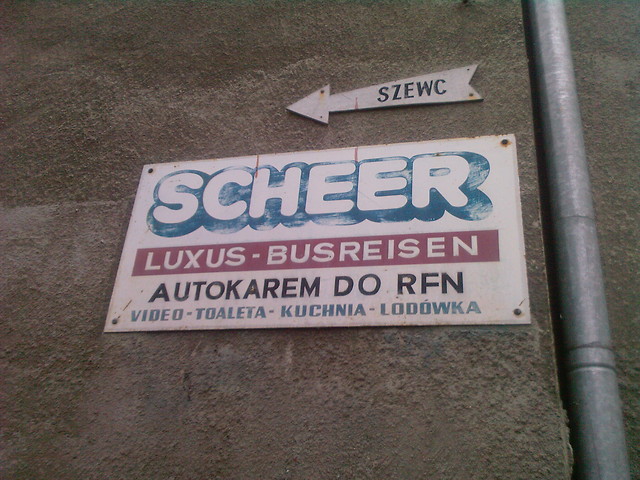 SZEWC
SCHEER
LUXUS - BUSREISEN
AUTOKAREM DO RFN
VIDEO - TOALETA - KUCHNIA - LODÓWKA